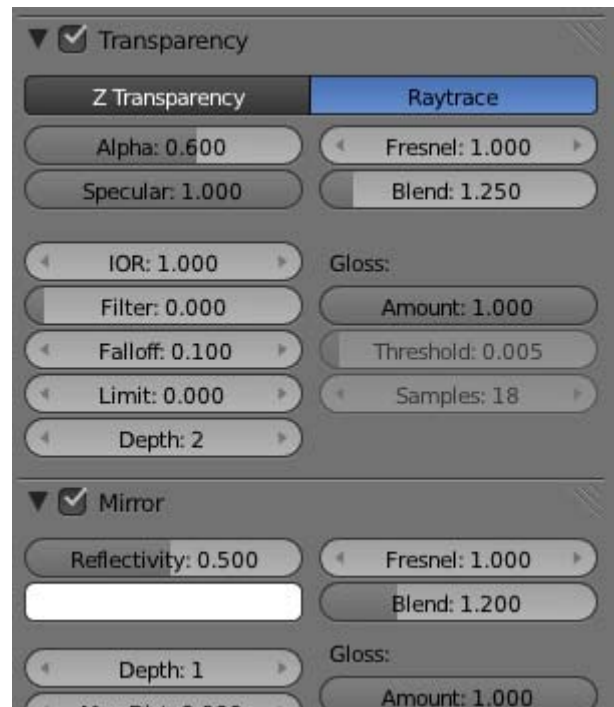 Transparency
Z Transparency Raytrace
Alpha: 0.600 Fresnel: 1.000
Specular: 1.000 Blend: 1.250
IOR: 1.000 Gloss:
Filter: 0.000 Amount: 1.000
Falloff: 0.100 Threshold: 0.005
Limit: 0.000 Samples: 18
Depth: 2
Mirror
Reflectivity: 0.500 Fresnel: 1.000
Blend: 1.200
Depth: 1 Gloss:
Amount: 1.000